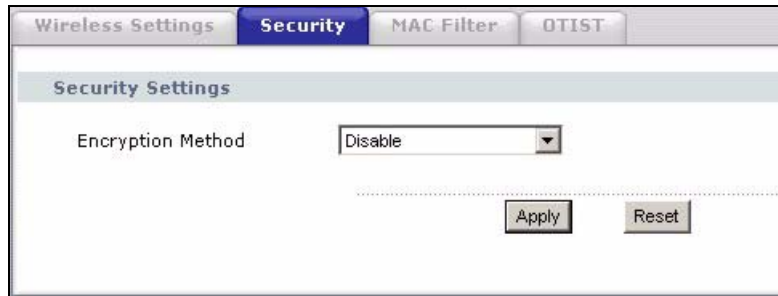 Wireless Settings Security MAC Filter OTIST
Security Settings
Encryption Method Disable
Apply Reset